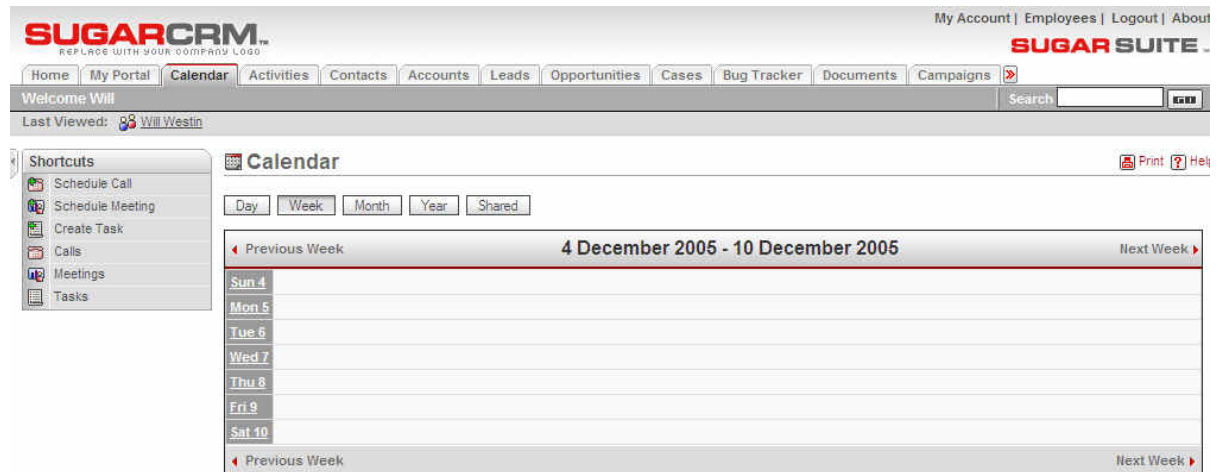 My Account | Employees | Logout | About
SUGARCRM™
REPLACE WITH YOUR COMPANY LOGO
SUGAR SUITE
Home My Portal Calendar Activities Contacts Accounts Leads Opportunities Cases Bug Tracker Documents Campaigns
Welcome Will
Search GO
Last Viewed: Will Westin
Shortcuts
Schedule Call
Schedule Meeting
Create Task
Calls
Meetings
Tasks
Calendar
Print ? Help
Day Week Month Year Shared
Previous Week 4 December 2005 - 10 December 2005 Next Week
Sun 4
Mon 5
Tue 6
Wed 7
Thu 8
Fri 9
Sat 10
Previous Week Next Week